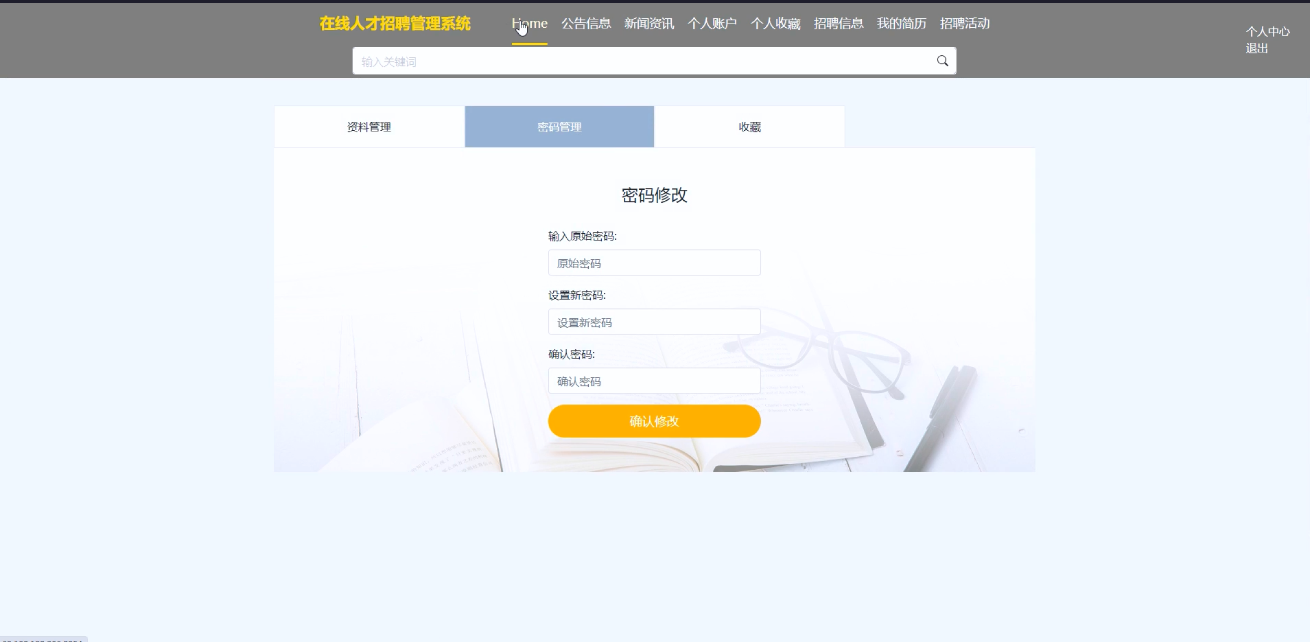 在线人才招聘管理系统 Home 公告信息 新闻资讯 个人账户 个人收藏 招聘信息 我的简历 招聘活动
个人中心
退出
输入关键词
资料管理 密码管理 收藏
密码修改
输入原始密码:
原始密码
设置新密码:
设置新密码
确认密码:
确认密码
确认修改